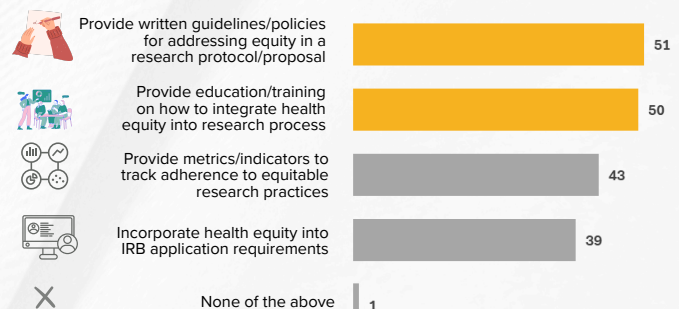 Provide written guidelines/policies
for addressing equity in a
research protocol/proposal
51
Provide education/training
on how to integrate health
equity into research process
50
Provide metrics/indicators to
track adherence to equitable
research practices
43
Incorporate health equity into
IRB application requirements
39
None of the above
1